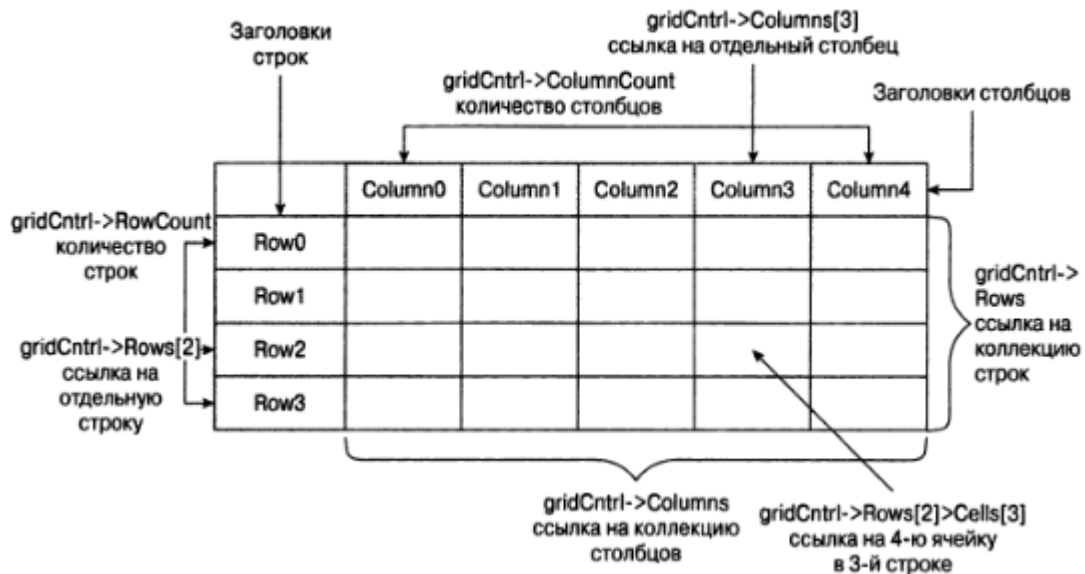 gridCntrl->Columns[3]
ссылка на отдельный столбец
Заголовки
строк
gridCntrl->ColumnCount
количество столбцов
Заголовки столбцов
Column0 Column1 Column2 Column3 Column4
gridCntrl->RowCount
количество
строк
Row0
Row1
gridCntrl->Rows[2]
ссылка на
отдельную
строку
Row2
Row3
gridCntrl->
Rows
ссылка на
коллекцию
строк
gridCntrl->Columns
ссылка на коллекцию
столбцов
gridCntrl->Rows[2]>Cells[3]
ссылка на 4-ю ячейку
в 3-й строке